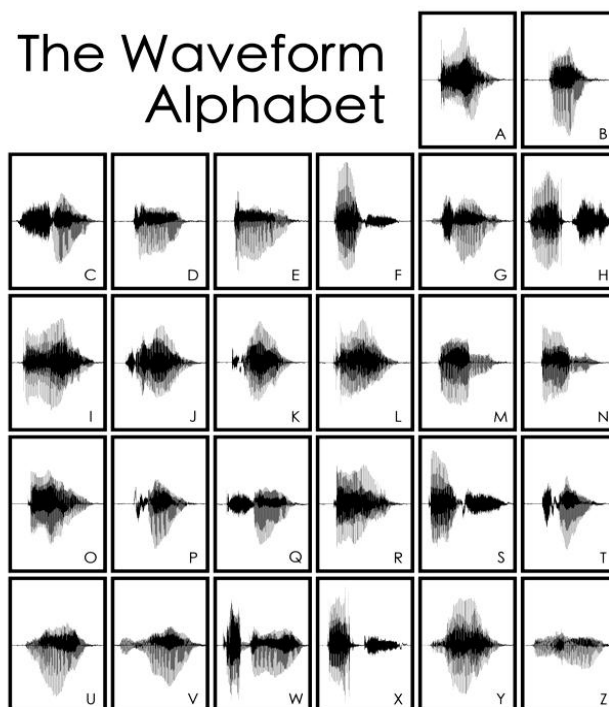 The Waveform
Alphabet
A B
C D E F G H
I J K L M N
O P Q R S T
U V W X Y Z